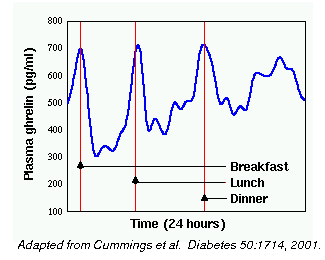 Plasma ghrelin (pg/ml)
800
700
600
500
400
300
200
100
Breakfast
Lunch
Dinner
Time (24 hours)
Adapted from Cummings et al. Diabetes 50:1714, 2001.